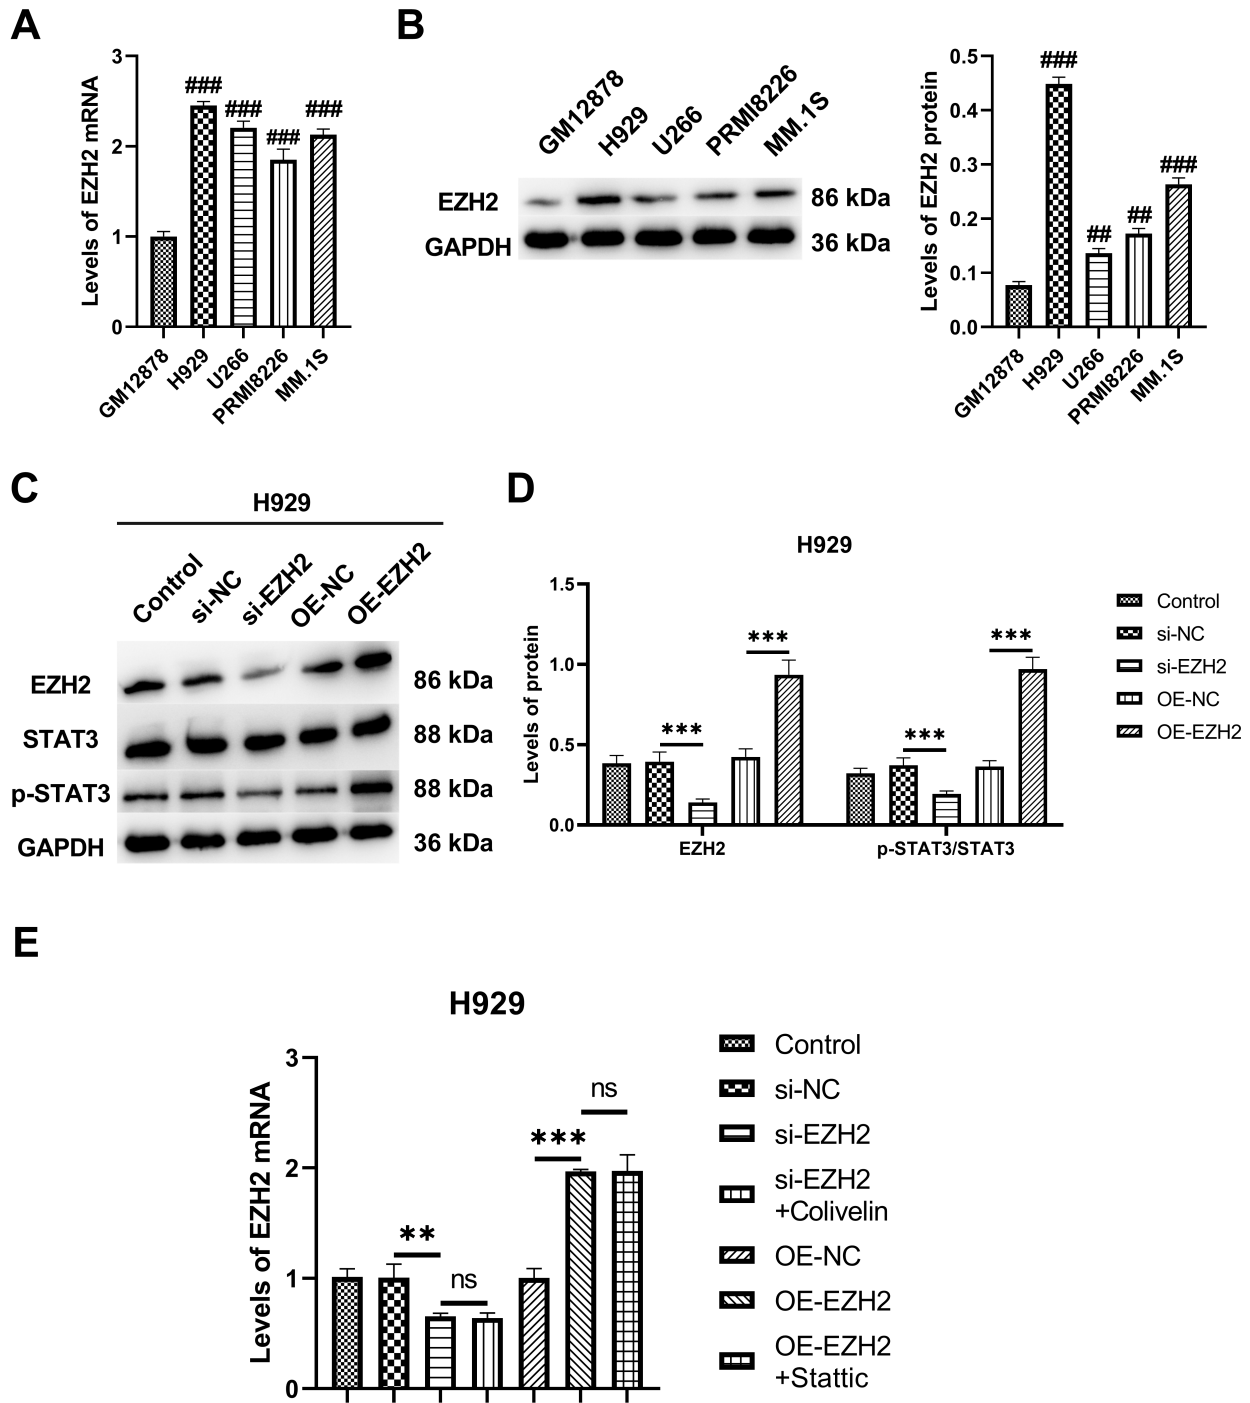 A
3
2
1
0
Levels of EZH2 mRNA
###
###
###
###
GM12878
H929
U266
PRMI8226
MM.1S
B
GM12878
H929
U266
PRMI8226
MM.1S
EZH2
86 kDa
GAPDH
36 kDa
0.5
0.4
0.3
0.2
0.1
0.0
Levels of EZH2 protein
###
##
##
###
GM12878
H929
U266
PRMI8226
MM.1S
C
H929
Control
si-NC
si-EZH2
OE-NC
OE-EZH2
EZH2
86 kDa
STAT3
88 kDa
p-STAT3
88 kDa
GAPDH
36 kDa
D
H929
1.5
1.0
0.5
0.0
Levels of protein
***
***
***
***
EZH2
p-STAT3/STAT3
Control
si-NC
si-EZH2
OE-NC
OE-EZH2
E
H929
3
2
1
0
Levels of EZH2 mRNA
**
ns
***
ns
Control
si-NC
si-EZH2
si-EZH2
+Colivelin
OE-NC
OE-EZH2
OE-EZH2
+Stattic